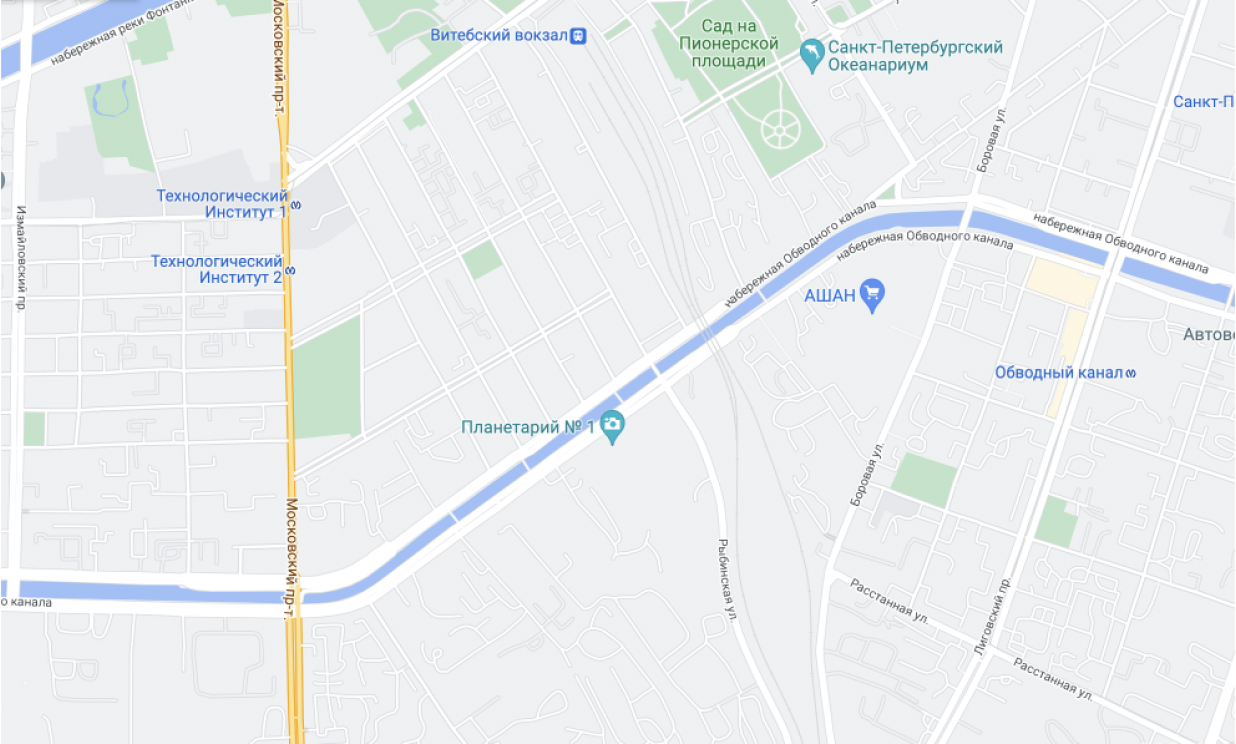 набережная реки Фонтанк
Московский пр-т.
Витебский вокзал
Сад на
Пионерской
площади
Санкт-Петербургский
Океанариум
Санкт-П
Боровая ул.
Технологический
Институт 1
Измайловский пр.
набережная Обводного канала
набережная Обводного канала
набережная Обводного канала
Технологический
Институт 2
АШАН
Автово
Обводный канал
Планетарий № 1
Боровая ул.
Московский пр-т.
Рыбинская ул.
о канала
Расстанная ул.
Лиговский пр.
Расстанная ул.